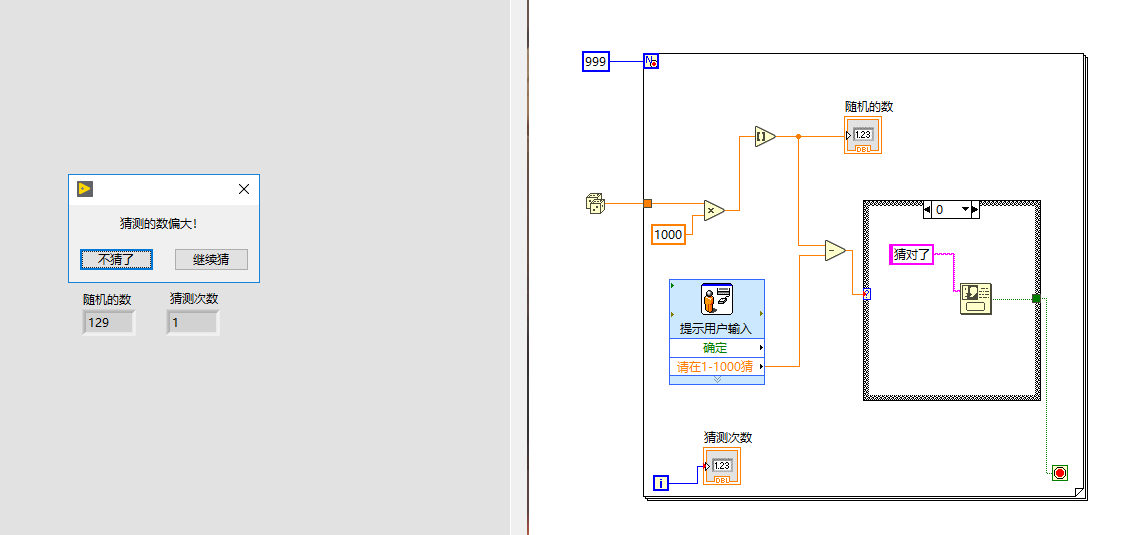 猜测的数偏大!
不猜了
继续猜
随机的数
猜测次数
129
1
999
N
随机的数
1.23
DBL
1000
0
猜对了
提示用户输入
确定
请在1-1000猜
?
猜测次数
1.23
DBL
i